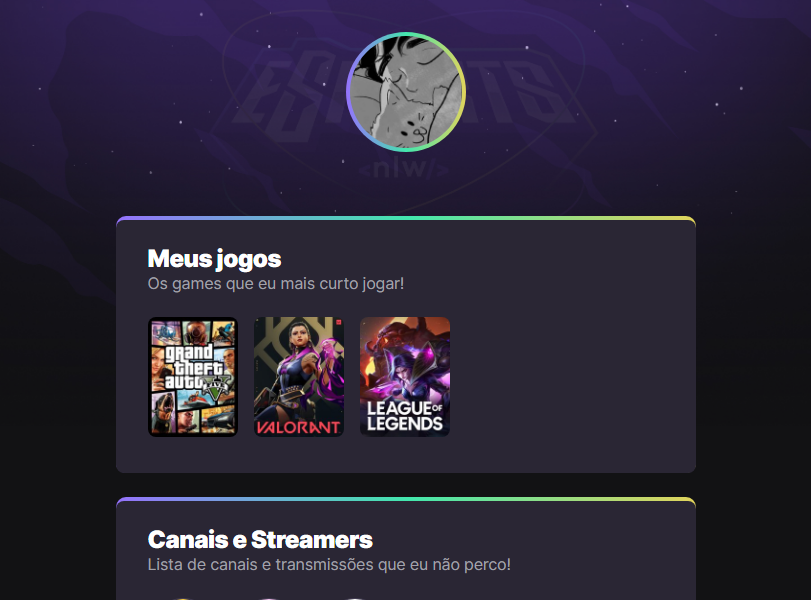 ESPORTS
<nlw/>
Meus jogos
Os games que eu mais curto jogar!
grand
theft
auto
V
FIVE
VALORANT
LEAGUE OF
LEGENDS
Canais e Streamers
Lista de canais e transmissões que eu não perco!